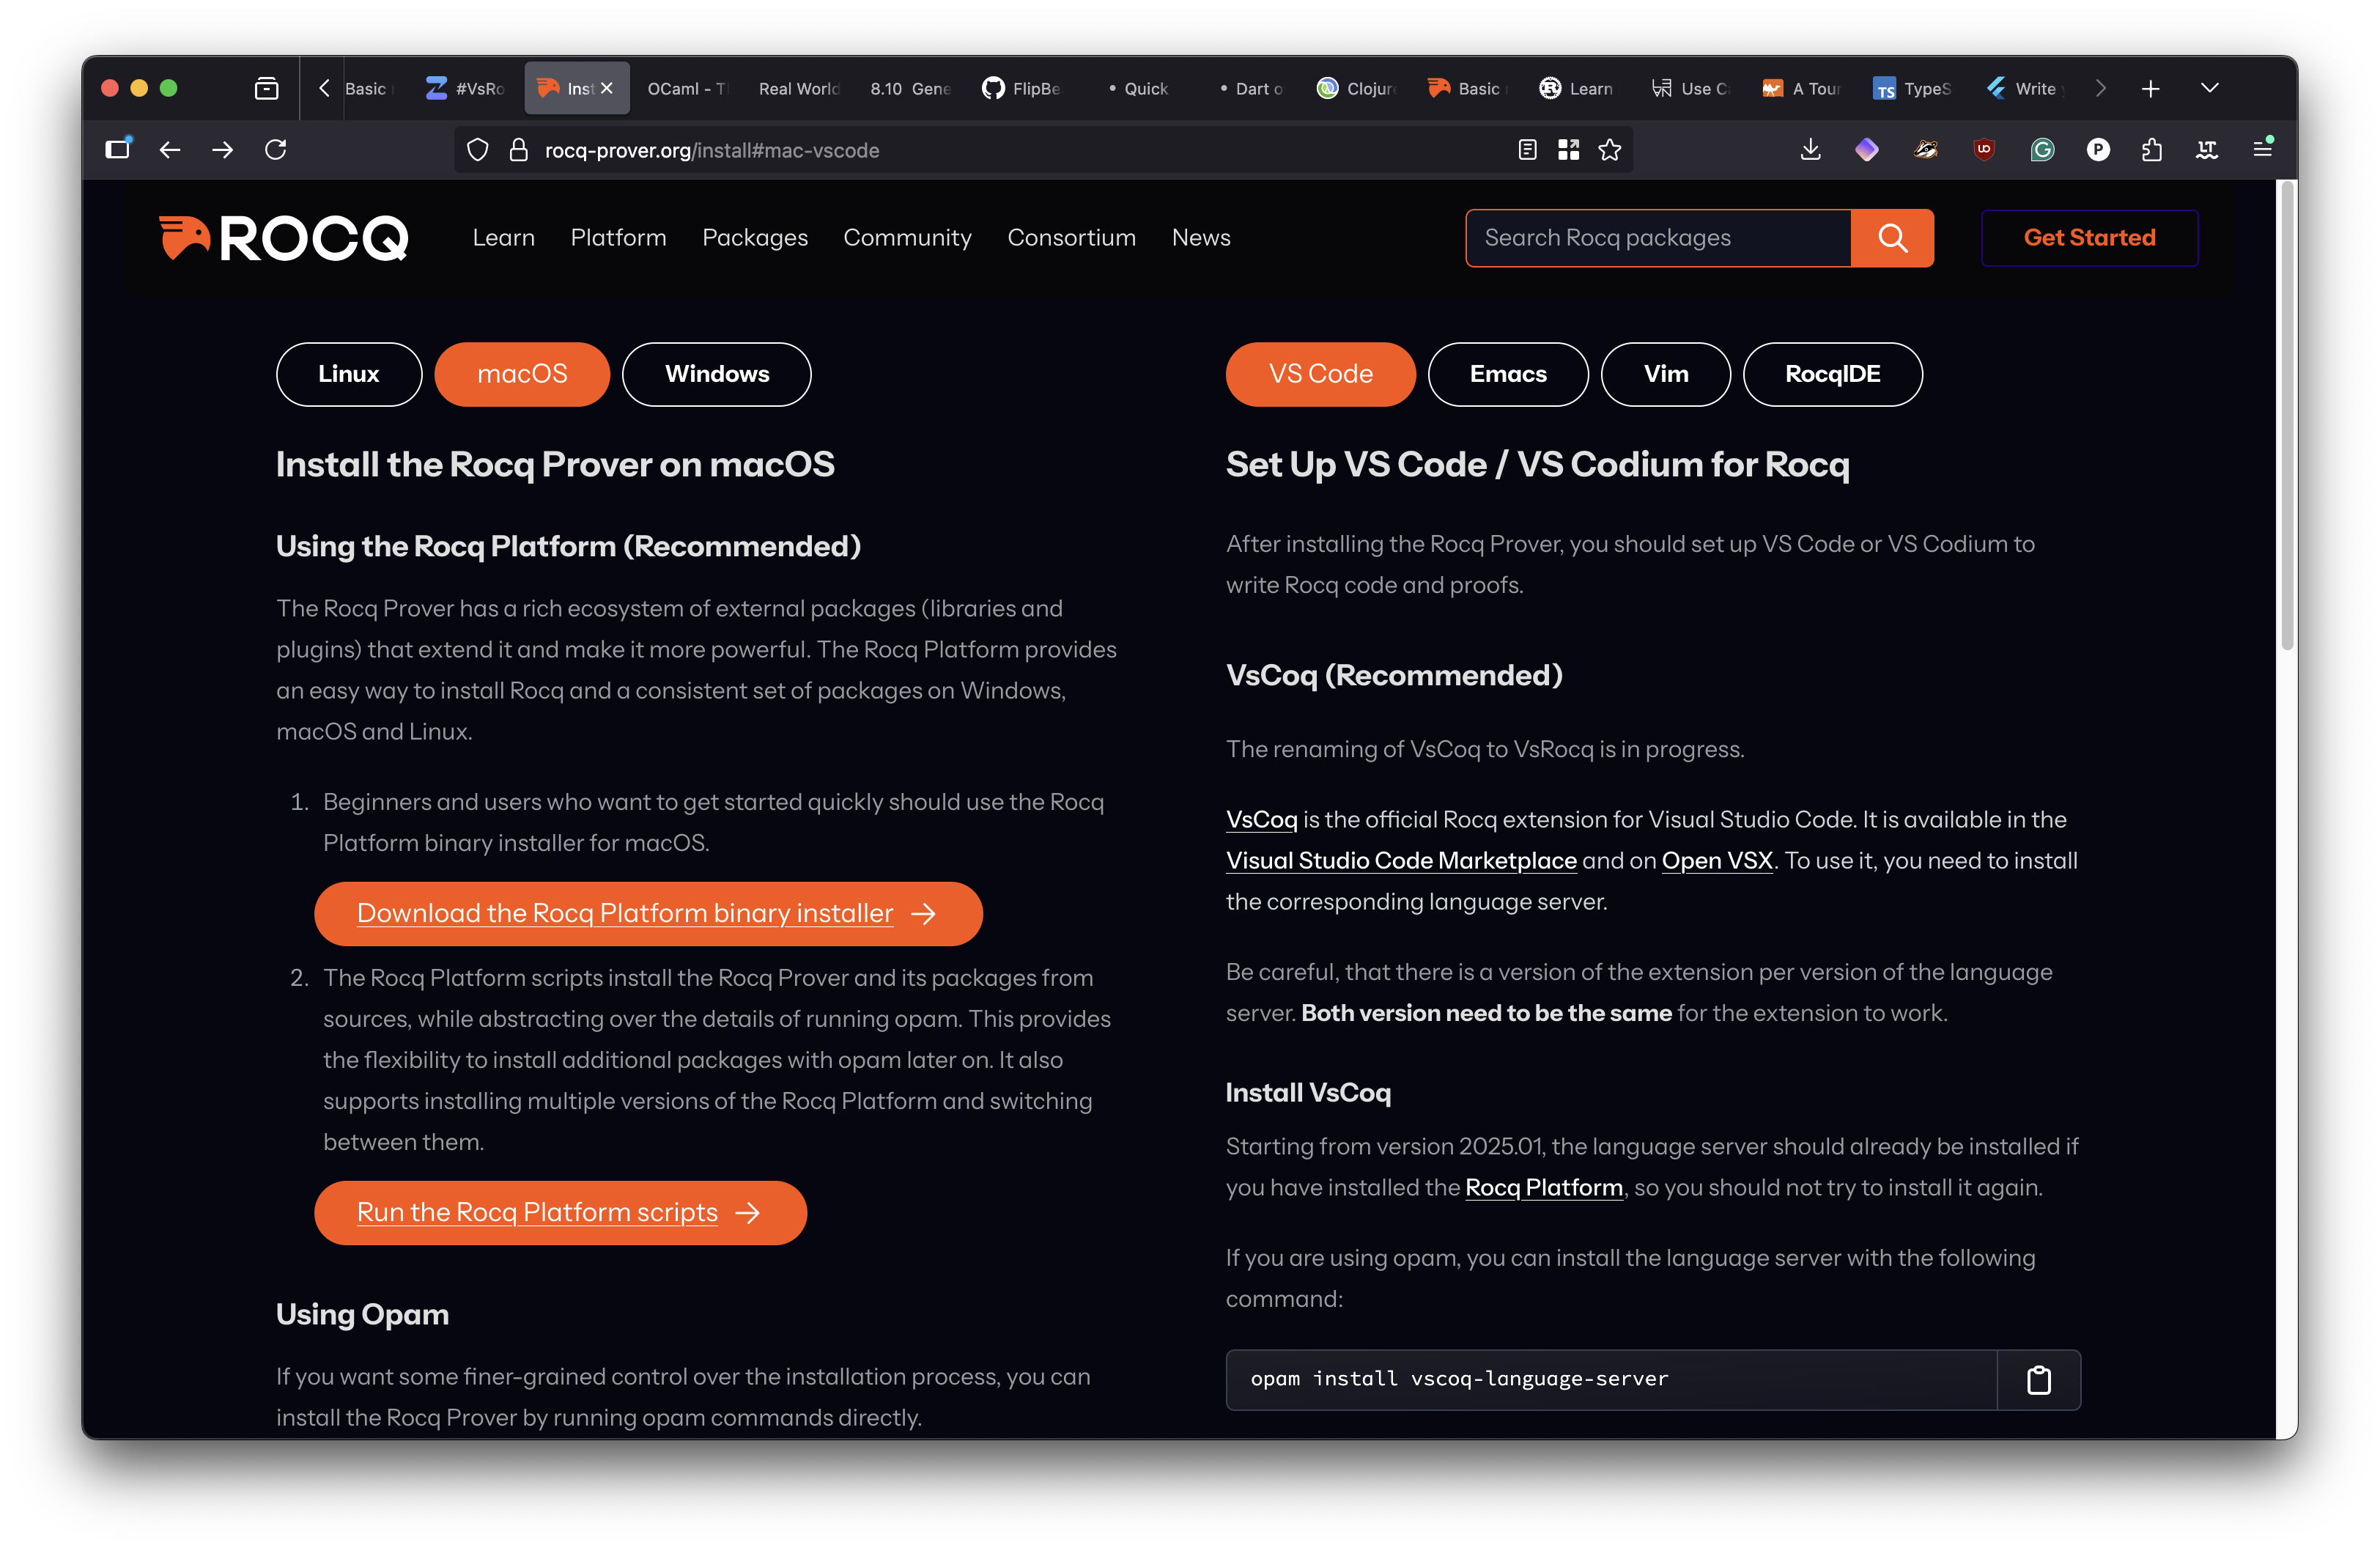 Basic
#VsRo
Inst
OCaml - T
Real World
8.10 Gene
FlipBe
Quick
Dart o
Clojur
Basic
Learn
Use C
A Tour
TS
TypeS
Write
rocq-prover.org/install#mac-vscode
ROCQ
Learn
Platform
Packages
Community
Consortium
News
Search Rocq packages
Get Started
Linux
macOS
Windows
Install the Rocq Prover on macOS
Using the Rocq Platform (Recommended)
The Rocq Prover has a rich ecosystem of external packages (libraries and
plugins) that extend it and make it more powerful. The Rocq Platform provides
an easy way to install Rocq and a consistent set of packages on Windows,
macOS and Linux.
1. Beginners and users who want to get started quickly should use the Rocq
Platform binary installer for macOS.
Download the Rocq Platform binary installer →
2. The Rocq Platform scripts install the Rocq Prover and its packages from
sources, while abstracting over the details of running opam. This provides
the flexibility to install additional packages with opam later on. It also
supports installing multiple versions of the Rocq Platform and switching
between them.
Run the Rocq Platform scripts →
Using Opam
If you want some finer-grained control over the installation process, you can
install the Rocq Prover by running opam commands directly.
VS Code
Emacs
Vim
RocqIDE
Set Up VS Code / VS Codium for Rocq
After installing the Rocq Prover, you should set up VS Code or VS Codium to
write Rocq code and proofs.
VsCoq (Recommended)
The renaming of VsCoq to VsRocq is in progress.
VsCoq is the official Rocq extension for Visual Studio Code. It is available in the
Visual Studio Code Marketplace and on Open VSX. To use it, you need to install
the corresponding language server.
Be careful, that there is a version of the extension per version of the language
server. Both version need to be the same for the extension to work.
Install VsCoq
Starting from version 2025.01, the language server should already be installed if
you have installed the Rocq Platform, so you should not try to install it again.
If you are using opam, you can install the language server with the following
command:
opam install vscoq-language-server